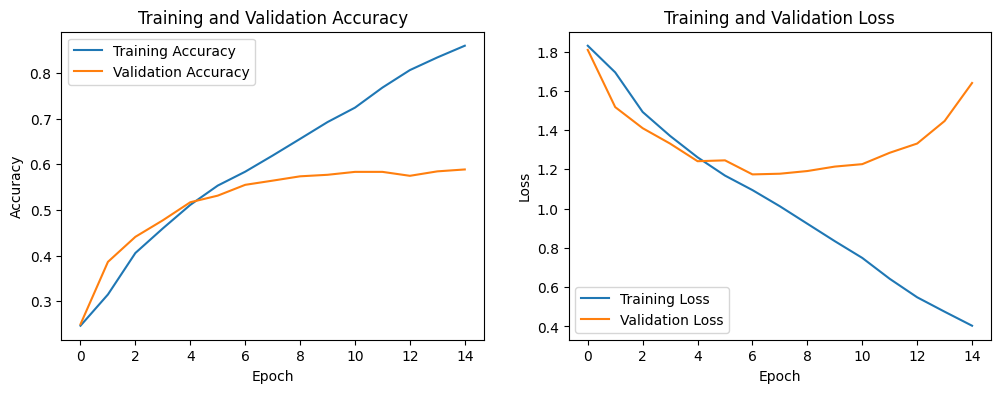 Training and Validation Accuracy
Training Accuracy
Validation Accuracy
Accuracy
0.8
0.7
0.6
0.5
0.4
0.3
0 2 4 6 8 10 12 14
Epoch
Training and Validation Loss
Loss
1.8
1.6
1.4
1.2
1.0
0.8
0.6
0.4
Training Loss
Validation Loss
0 2 4 6 8 10 12 14
Epoch